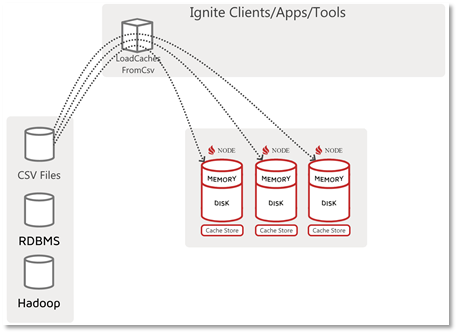 Ignite Clients/Apps/Tools
LoadCaches
FromCsv
CSV Files
RDBMS
Hadoop
NODE NODE NODE
MEMORY MEMORY MEMORY
DISK DISK DISK
Cache Store Cache Store Cache Store